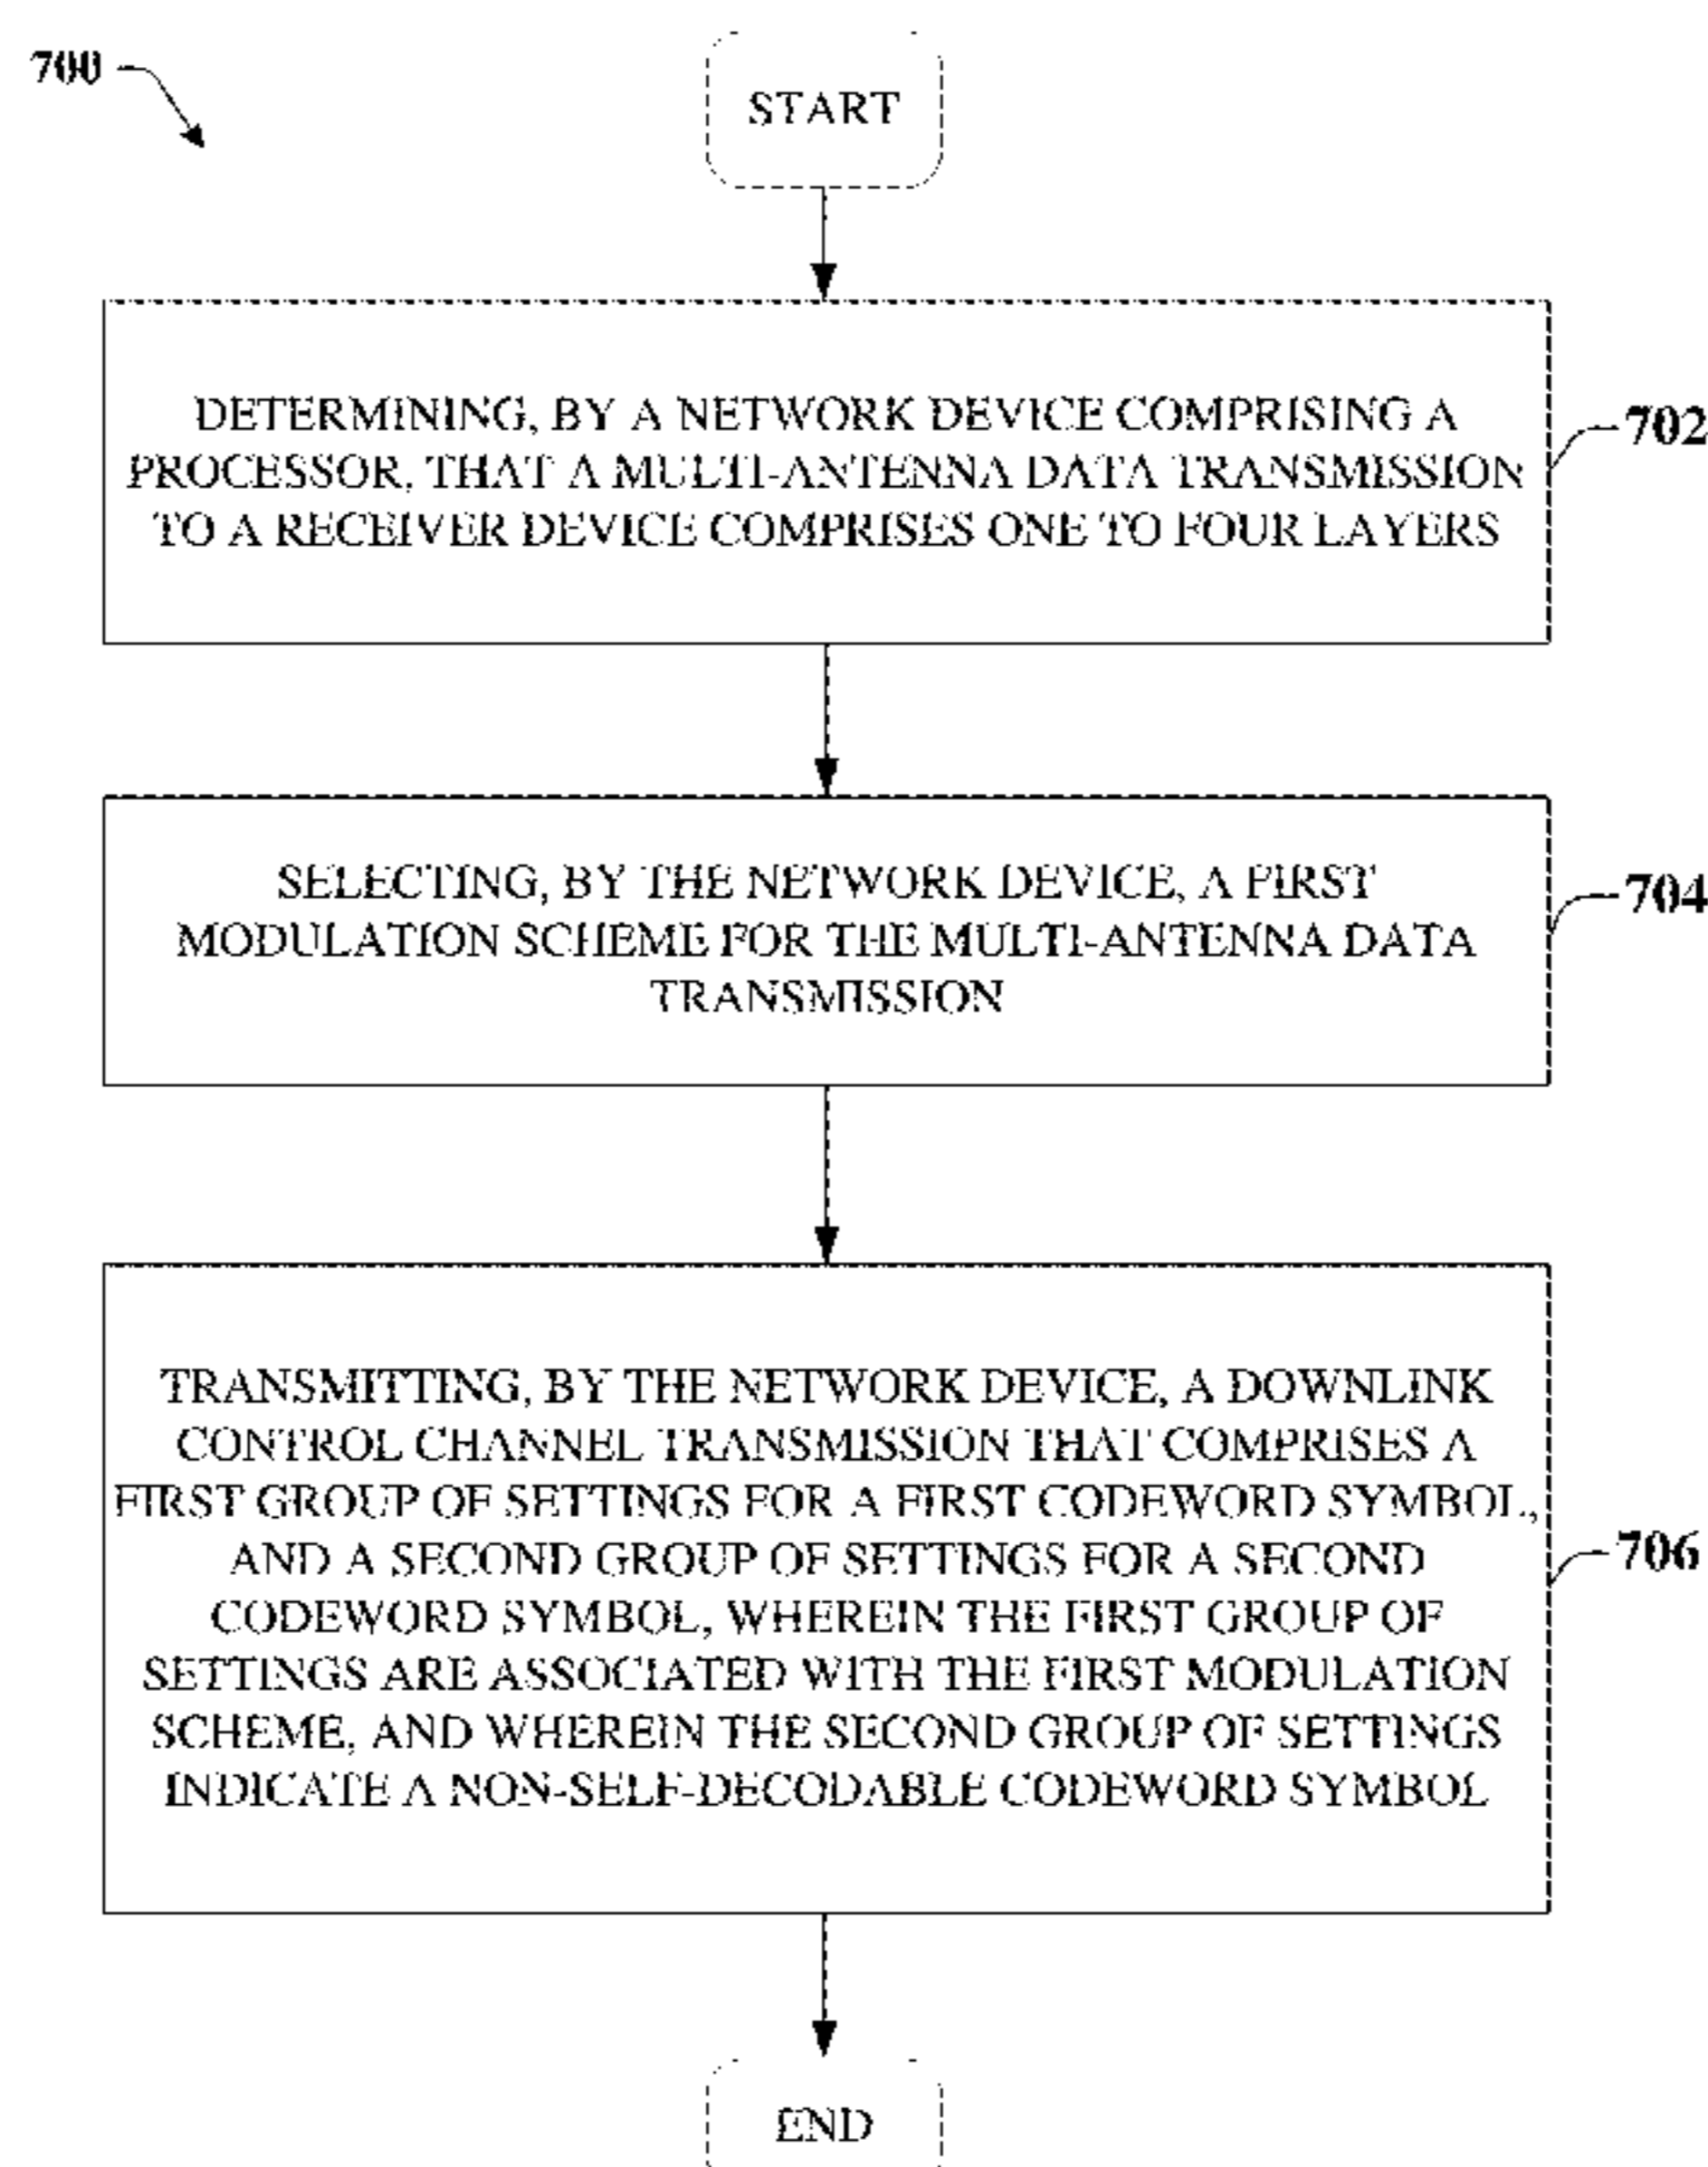 700
START
DETERMINING, BY A NETWORK DEVICE COMPRISING A
PROCESSOR, THAT A MULTI-ANTENNA DATA TRANSMISSION
TO A RECEIVER DEVICE COMPRISES ONE TO FOUR LAYERS
702
SELECTING, BY THE NETWORK DEVICE, A FIRST
MODULATION SCHEME FOR THE MULTI-ANTENNA DATA
TRANSMISSION
704
TRANSMITTING, BY THE NETWORK DEVICE, A DOWNLINK
CONTROL CHANNEL TRANSMISSION THAT COMPRISES A
FIRST GROUP OF SETTINGS FOR A FIRST CODEWORD SYMBOL,
AND A SECOND GROUP OF SETTINGS FOR A SECOND
CODEWORD SYMBOL, WHEREIN THE FIRST GROUP OF
SETTINGS ARE ASSOCIATED WITH THE FIRST MODULATION
SCHEME, AND WHEREIN THE SECOND GROUP OF SETTINGS
INDICATE A NON-SELF-DECODABLE CODEWORD SYMBOL
706
END